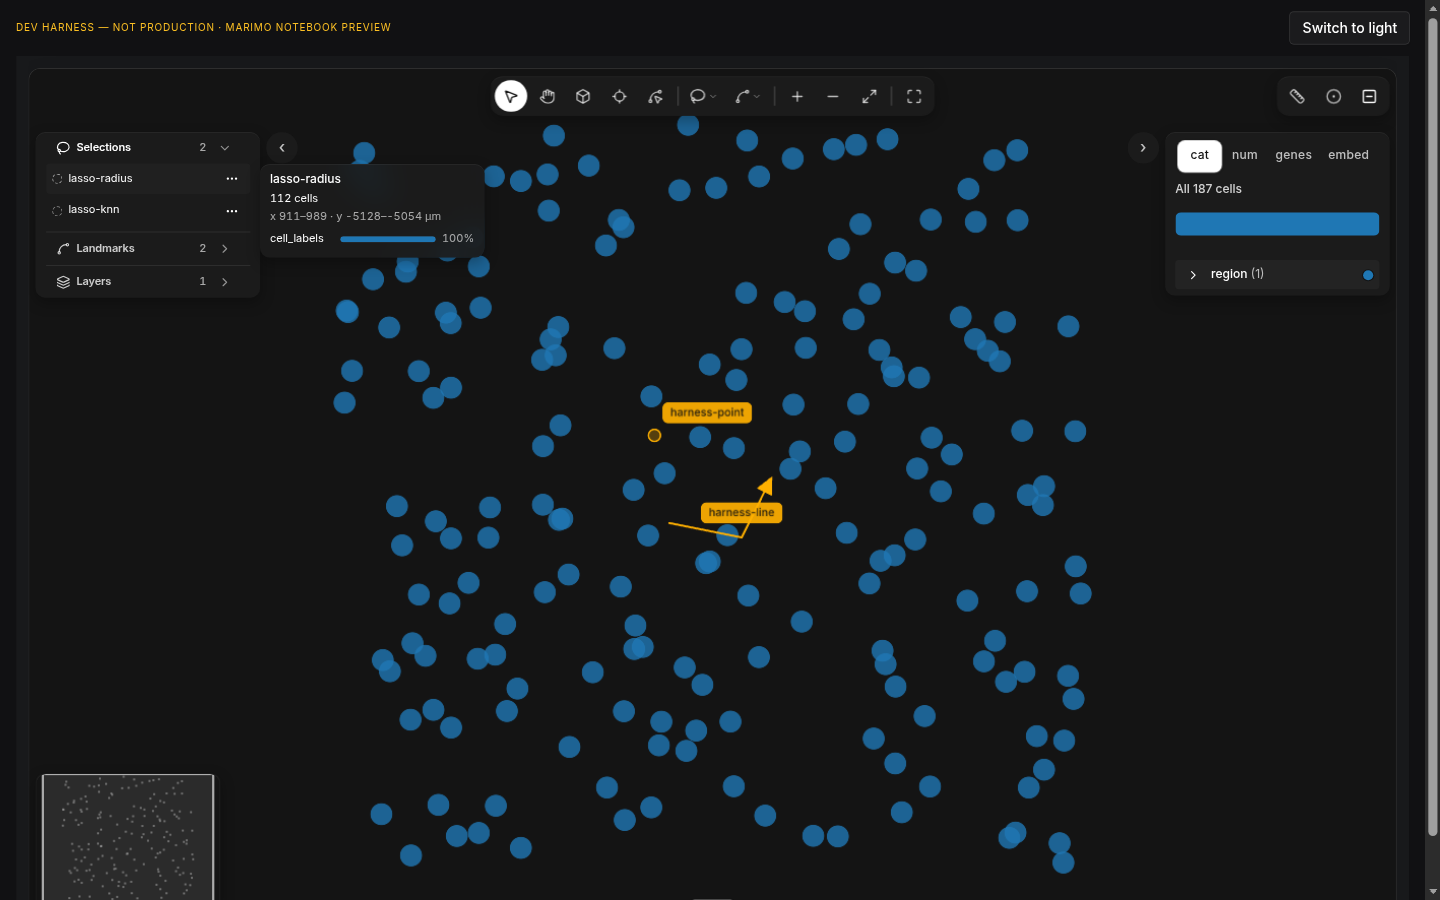 DEV HARNESS — NOT PRODUCTION · MARIMO NOTEBOOK PREVIEW
Switch to light
Selections 2
lasso-radius
lasso-knn
Landmarks 2
Layers 1
lasso-radius
112 cells
x 911–989 · y -5128–-5054 µm
cell_labels 100%
cat num genes embed
All 187 cells
region (1)
harness-point
harness-line